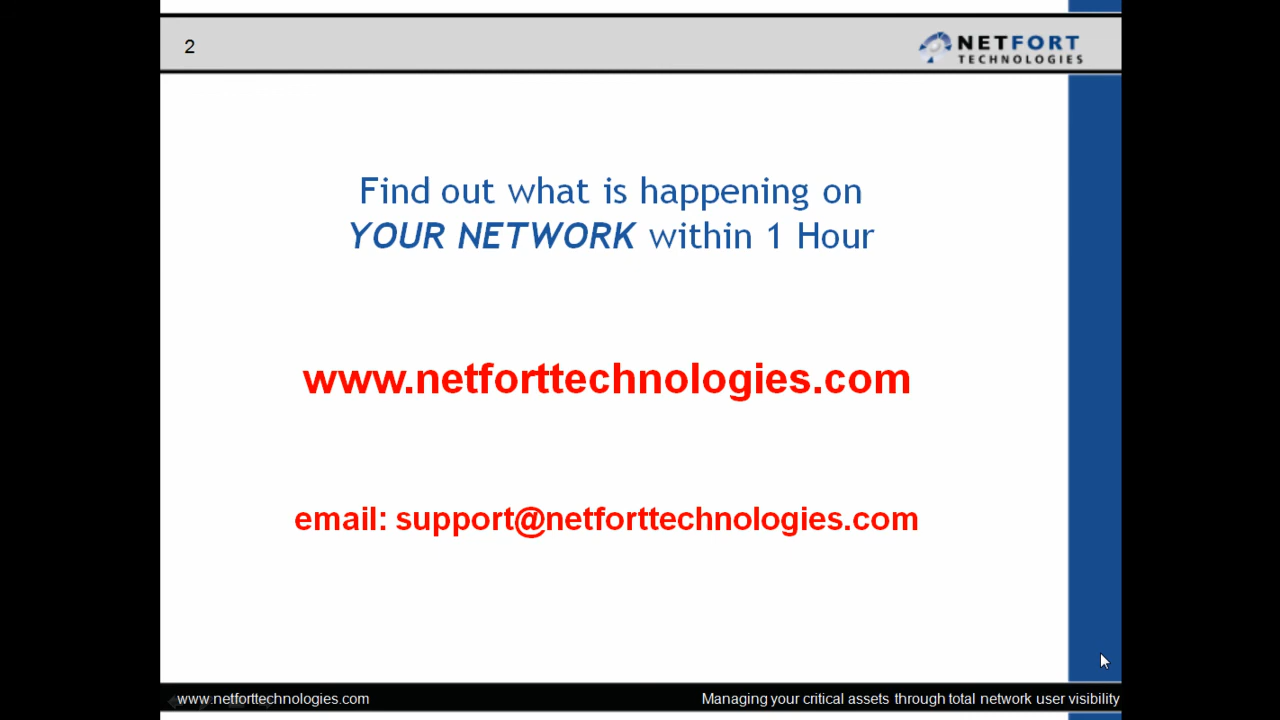 2
NETFORT
TECHNOLOGIES
Find out what is happening on
YOUR NETWORK within 1 Hour
www.netforttechnologies.com
email: support@netforttechnologies.com
www.netforttechnologies.com
Managing your critical assets through total network user visibility